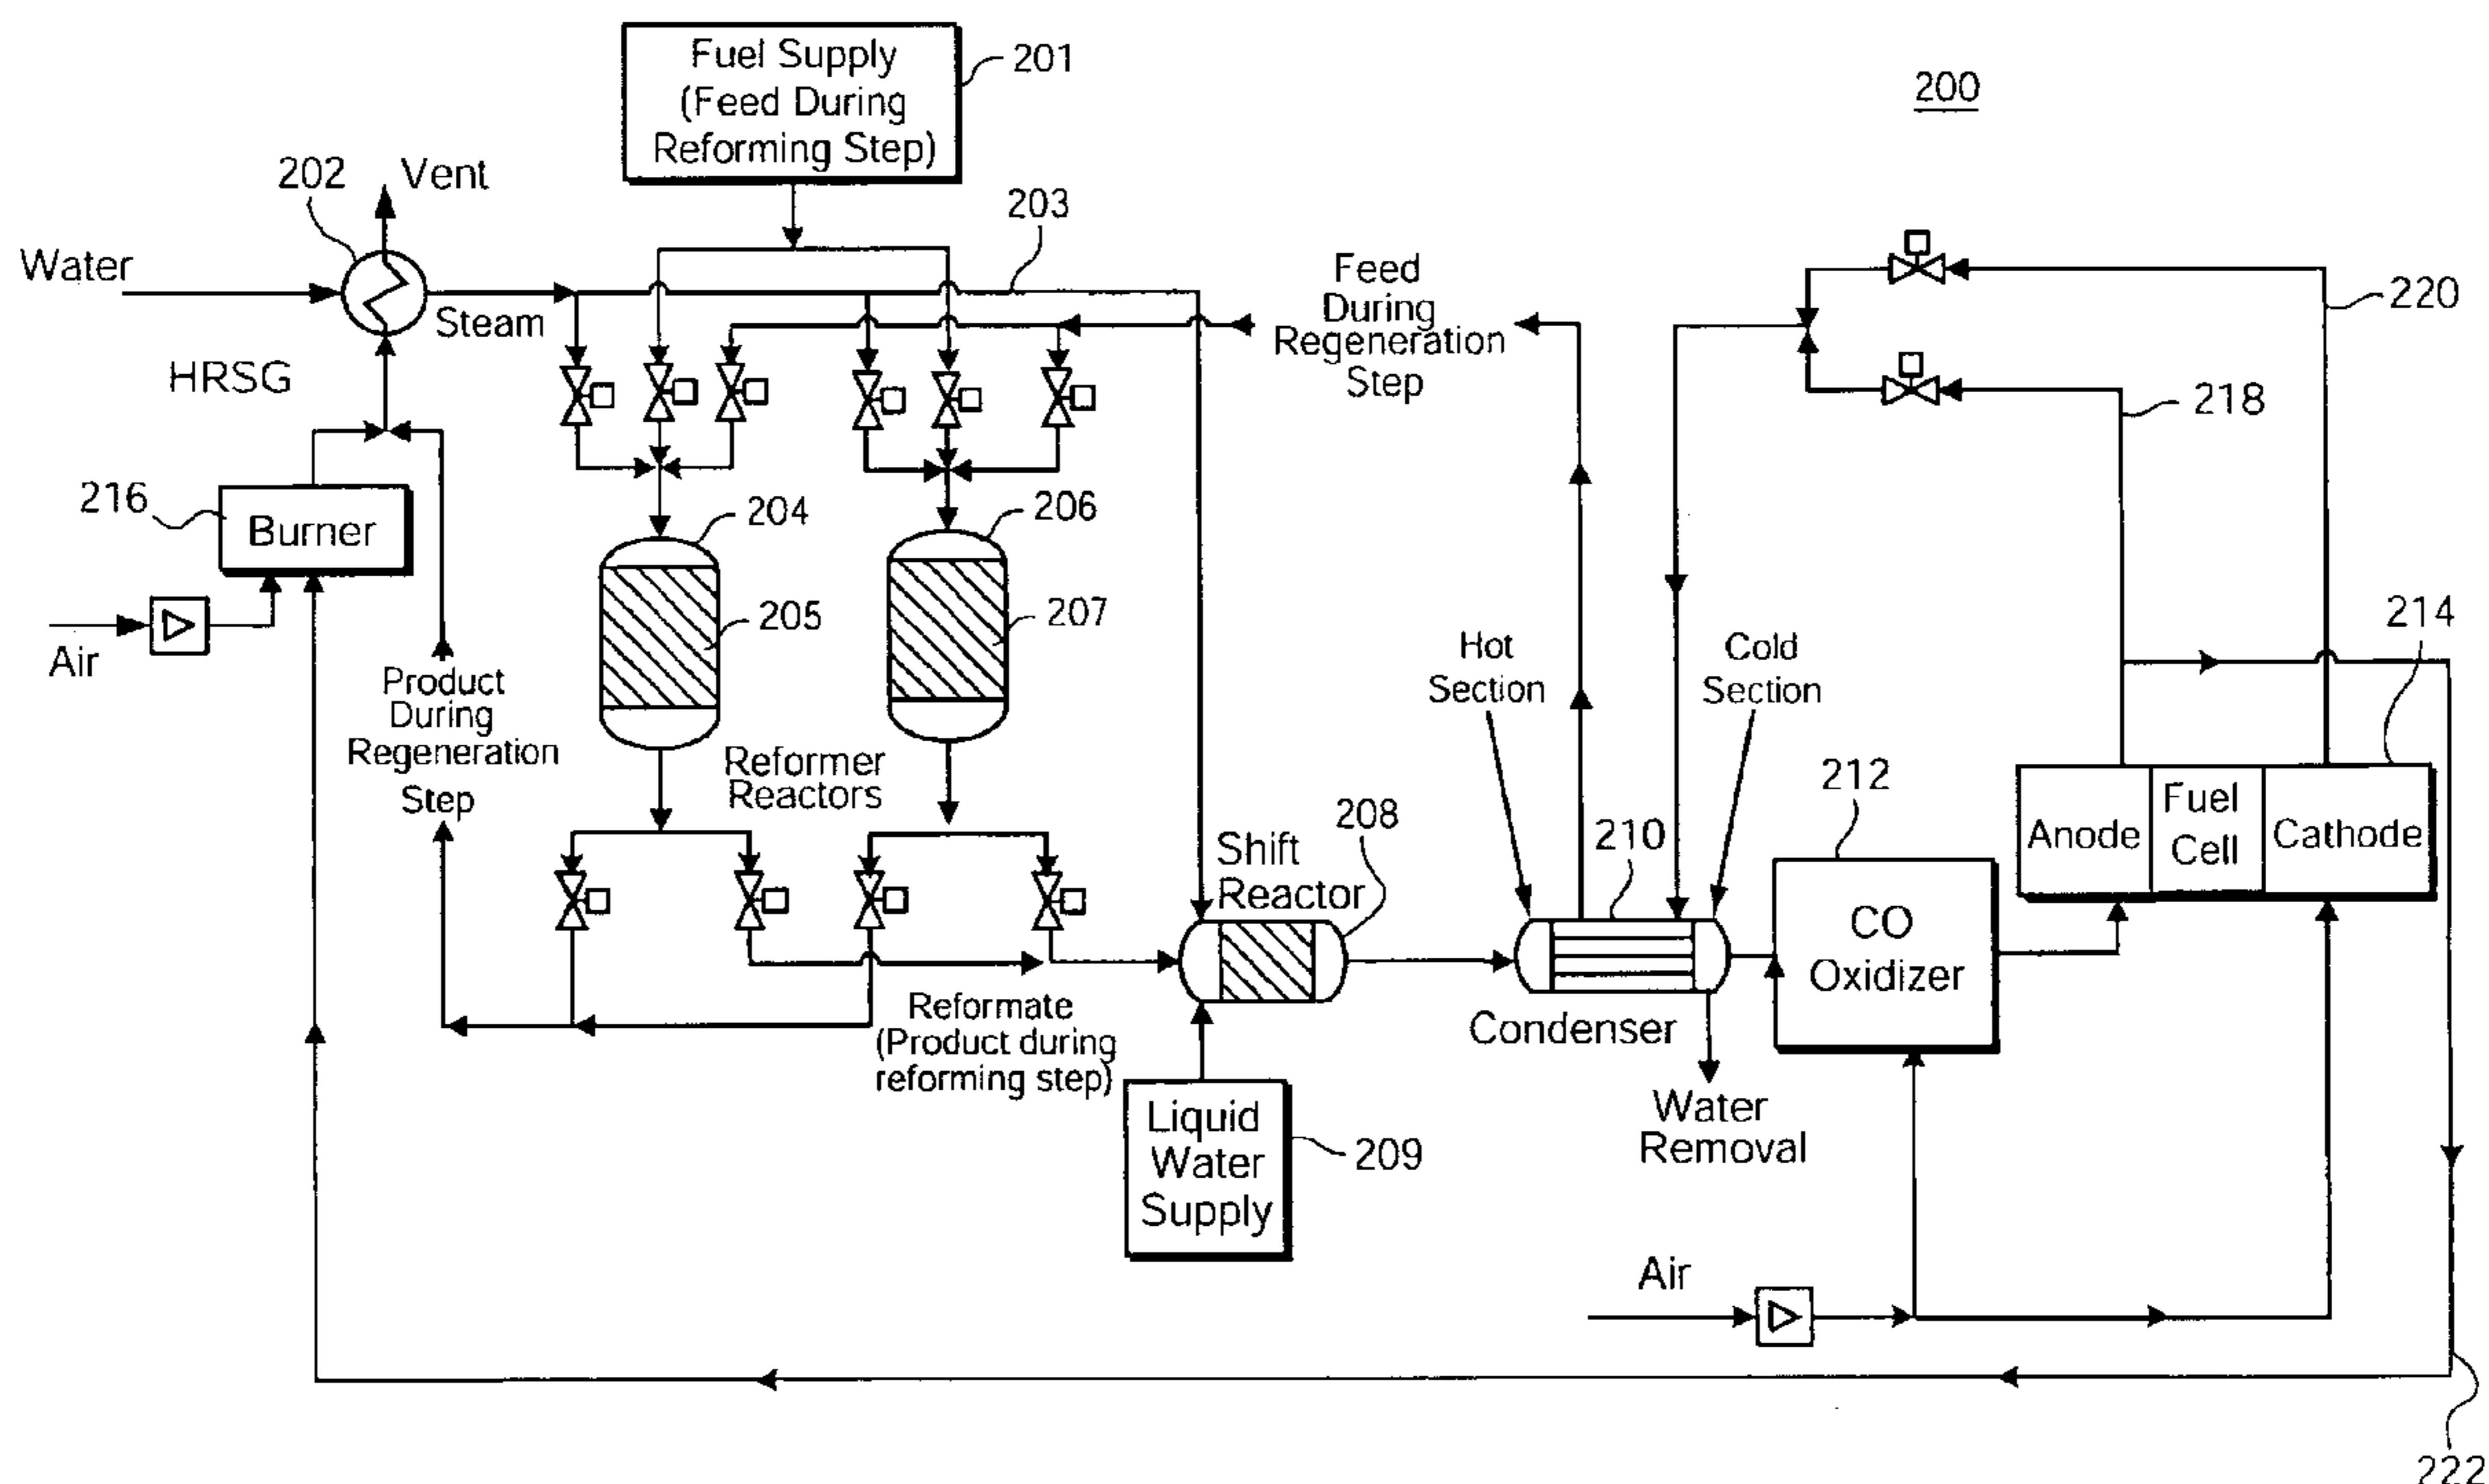 Fuel Supply
(Feed During
Reforming Step)
201
200
202
Vent
203
Water
Steam
HRSG
Feed
During
Regeneration
Step
220
218
216
Burner
Air
204
206
205
207
Product
During
Regeneration
Step
Reformer
Reactors
Hot
Section
Cold
Section
214
212
Anode
Fuel
Cell
Cathode
208
Shift
Reactor
210
CO
Oxidizer
Reformate
(Product during
reforming step)
Condenser
Water
Removal
Liquid
Water
Supply
209
Air
222